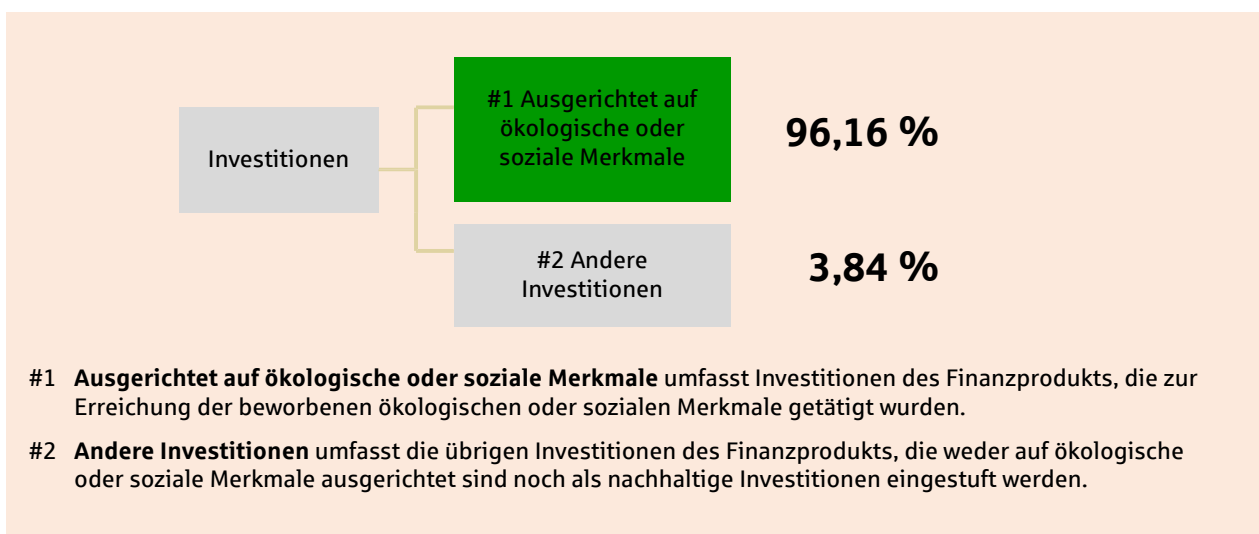 Investitionen
#1 Ausgerichtet auf
ökologische oder
soziale Merkmale
96,16 %
#2 Andere
Investitionen
3,84 %
#1 Ausgerichtet auf ökologische oder soziale Merkmale umfasst Investitionen des Finanzprodukts, die zur
Erreichung der beworbenen ökologischen oder sozialen Merkmale getätigt wurden.
#2 Andere Investitionen umfasst die übrigen Investitionen des Finanzprodukts, die weder auf ökologische
oder soziale Merkmale ausgerichtet sind noch als nachhaltige Investitionen eingestuft werden.